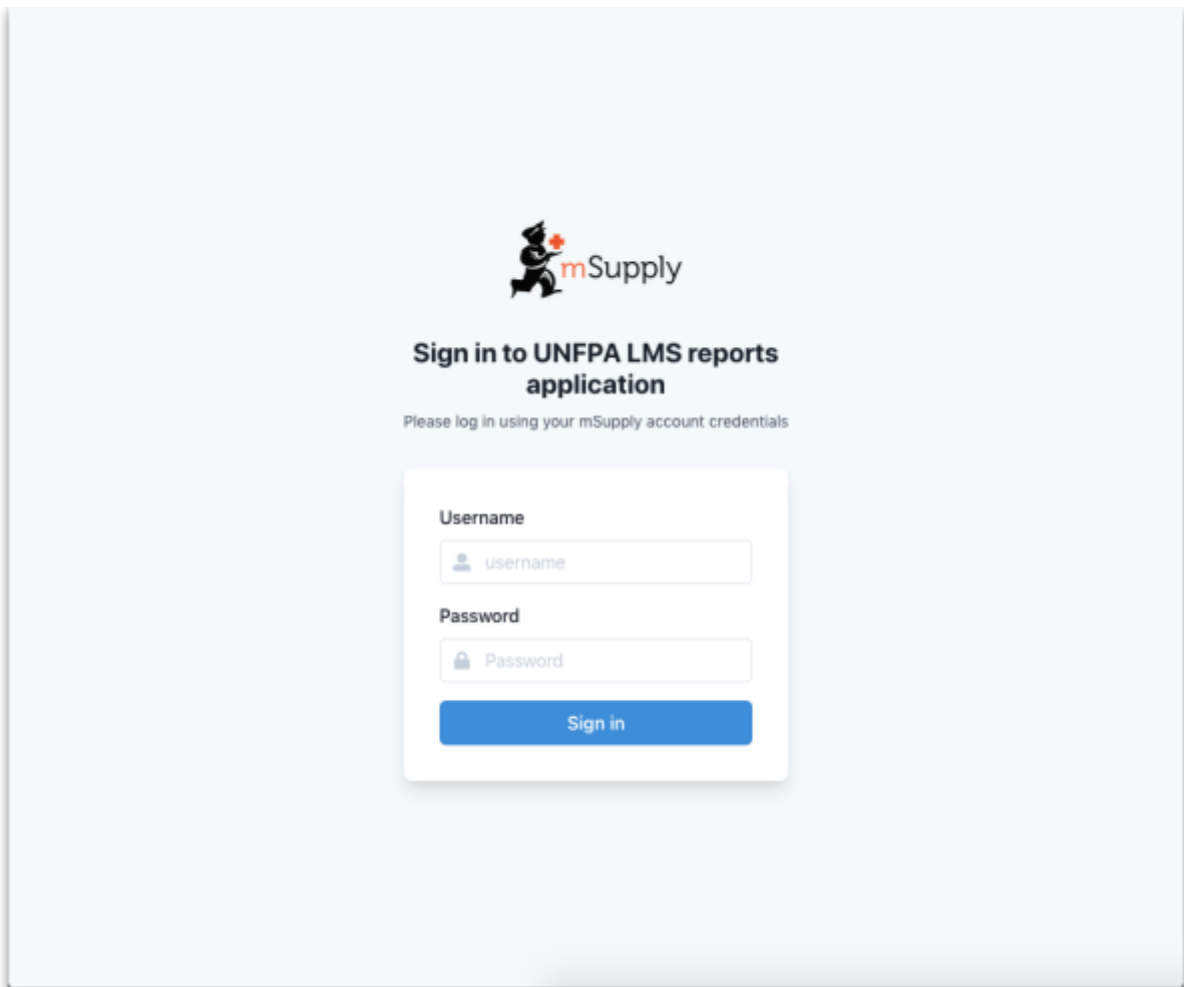 mSupply
Sign in to UNFPA LMS reports
application
Please log in using your mSupply account credentials
Username
username
Password
Password
Sign in